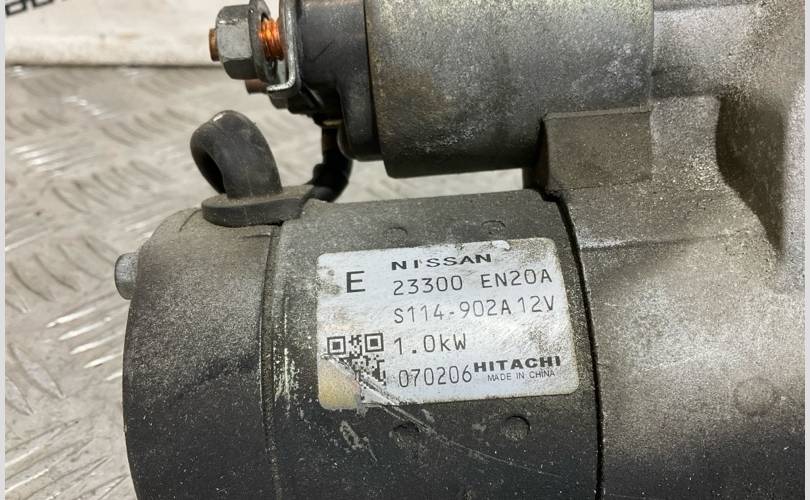 NISSAN
E 23300 EN20A
S114-902A 12V
1.0kW
070206 HITACHI
MADE IN CHINA